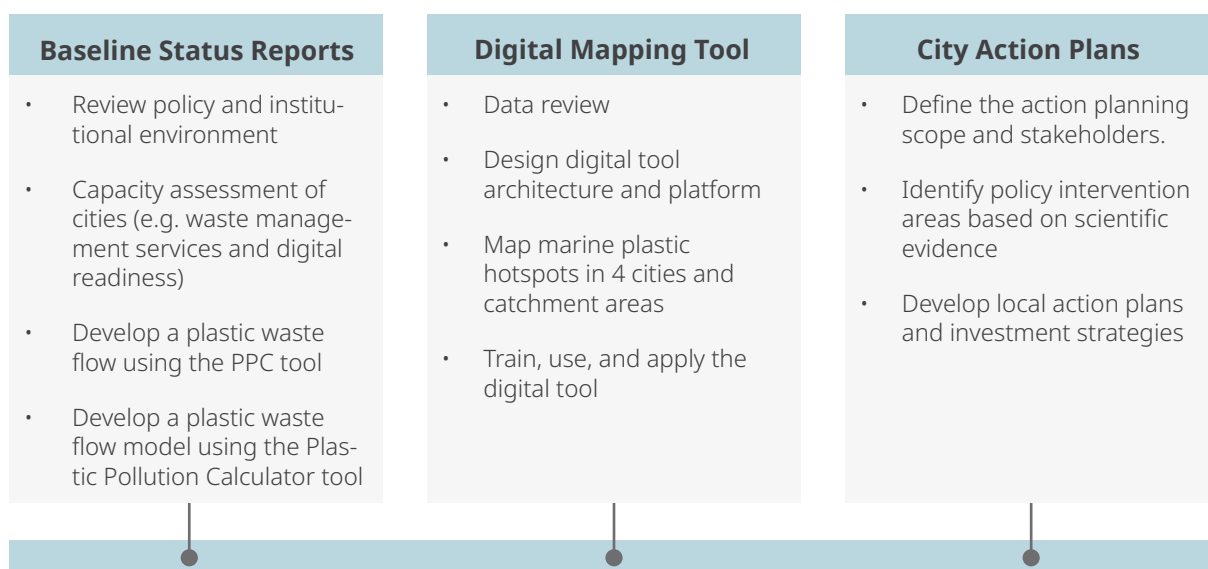 Baseline Status Reports
• Review policy and institu-
tional environment
• Capacity assessment of
cities (e.g. waste manage-
ment services and digital
readiness)
• Develop a plastic waste
flow using the PPC tool
• Develop a plastic waste
flow model using the Plas-
tic Pollution Calculator tool
Digital Mapping Tool
• Data review
• Design digital tool
architecture and platform
• Map marine plastic
hotspots in 4 cities and
catchment areas
• Train, use, and apply the
digital tool
City Action Plans
• Define the action planning
scope and stakeholders.
• Identify policy intervention
areas based on scientific
evidence
• Develop local action plans
and investment strategies